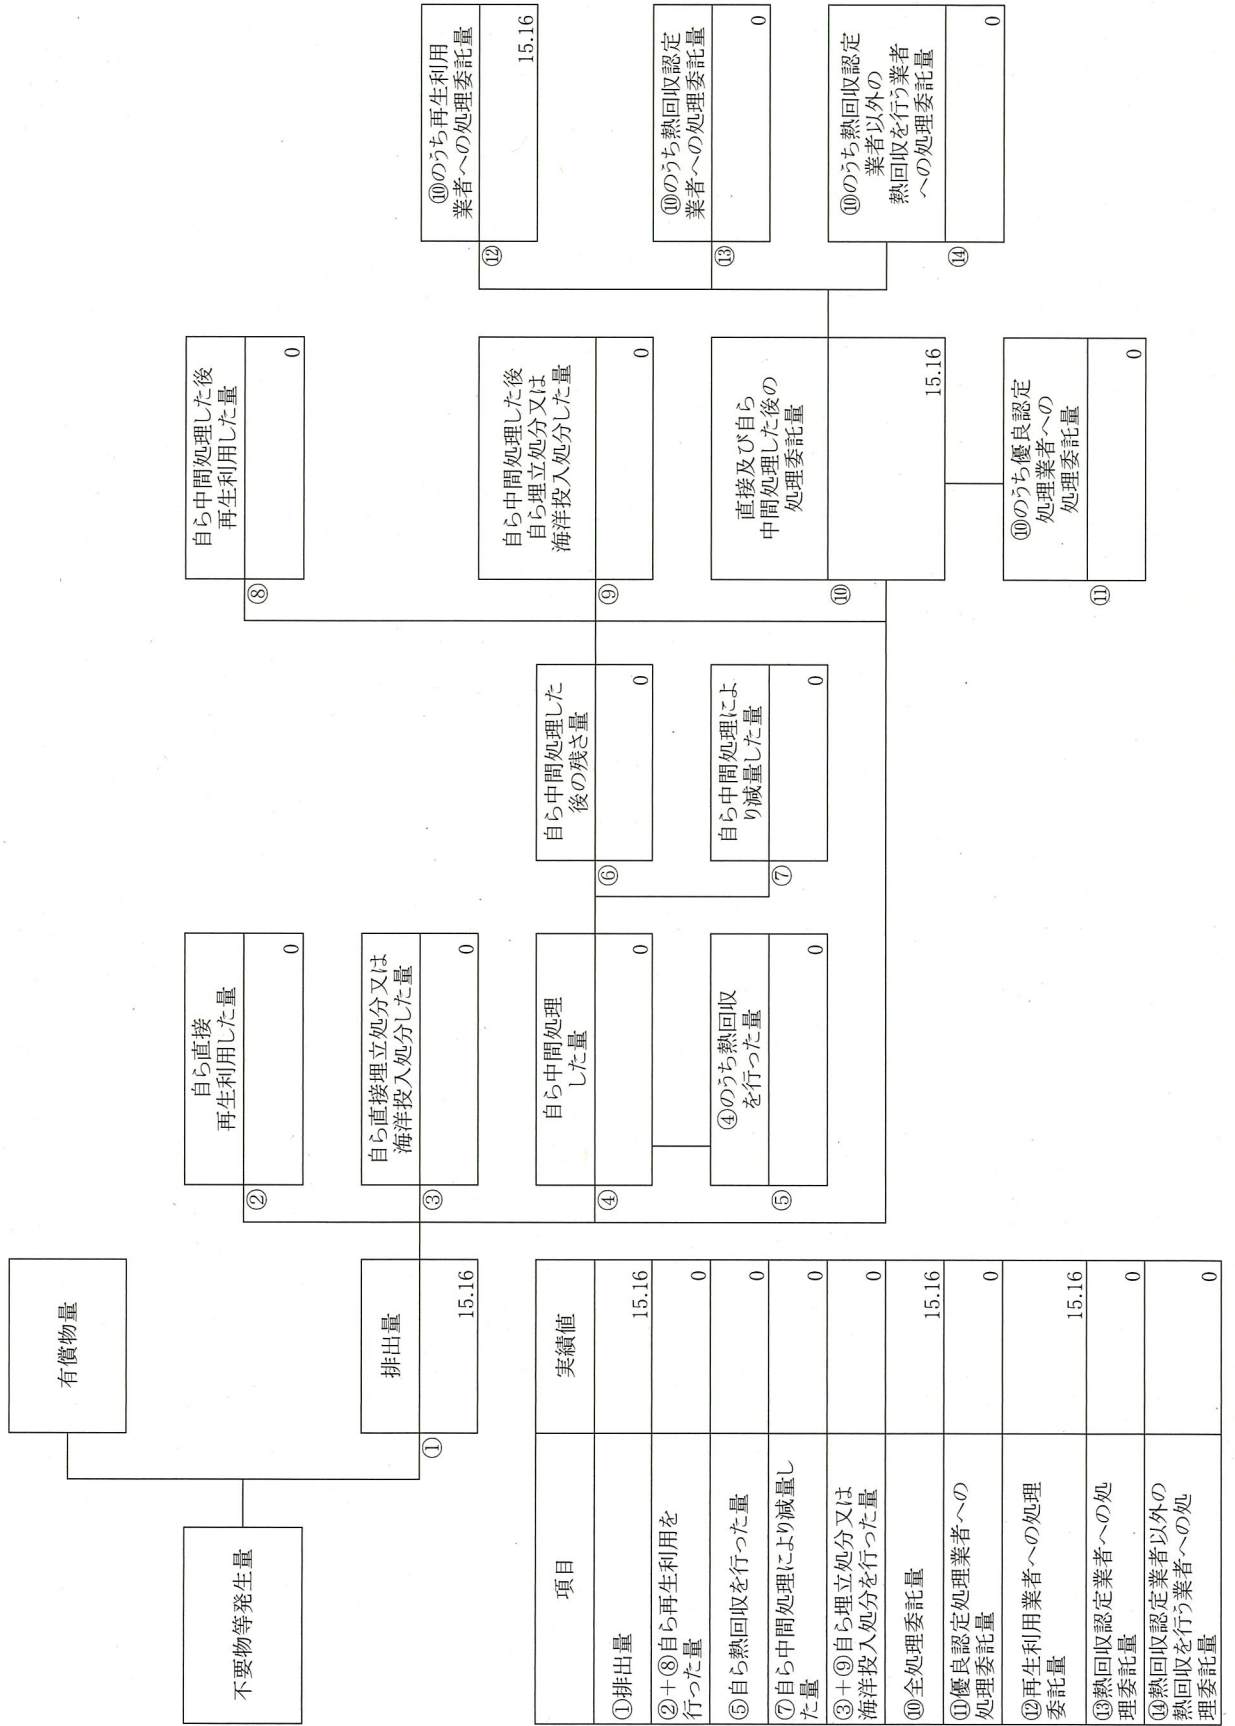 有償物量
不要物等発生量
排出量
①
15.16
自ら直接
再生利用した量
②
0
自ら直接埋立処分又は
海洋投入処分した量
③
0
自ら中間処理
した量
④
0
④のうち熱回収
を行った量
⑤
0
自ら中間処理した
後の残さ量
⑥
0
自ら中間処理によ
り減量した量
⑦
0
自ら中間処理した後
再生利用した量
⑧
0
自ら中間処理した後
自ら埋立処分又は
海洋投入処分した量
⑨
0
直接及び自ら
中間処理した後の
処理委託量
⑩
15.16
⑩のうち優良認定
処理業者への
処理委託量
⑪
0
⑩のうち再生利用
業者への処理委託量
⑫
15.16
⑩のうち熱回収認定
業者への処理委託量
⑬
0
⑩のうち熱回収認定
業者以外の
熱回収を行う業者
への処理委託量
⑭
0
項目 実績値
①排出量 15.16
②+⑧自ら再生利用を
行った量 0
⑤自ら熱回収を行った量 0
⑦自ら中間処理により減量し
た量 0
③+⑨自ら埋立処分又は
海洋投入処分を行った量 0
⑩全処理委託量 15.16
⑪優良認定処理業者への
処理委託量 0
⑫再生利用業者への処理
委託量 15.16
⑬熱回収認定業者への処
理委託量 0
⑭熱回収認定業者以外の
熱回収を行う業者への処
理委託量 0